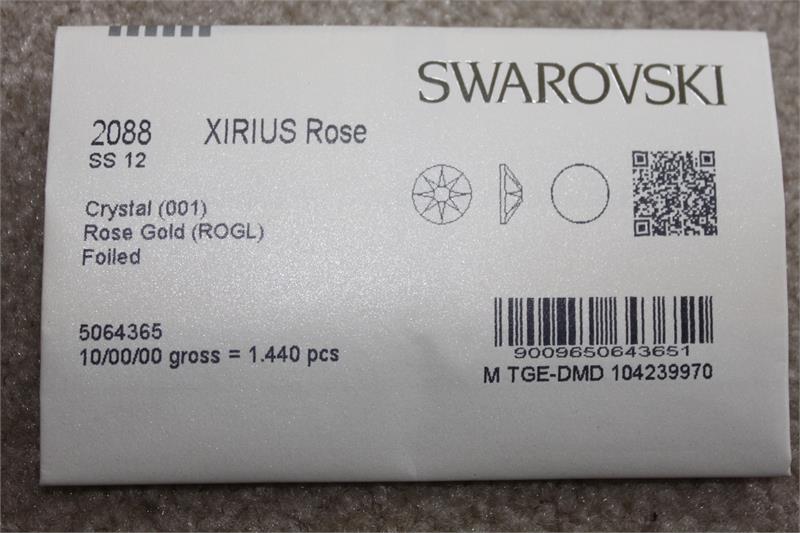 SWAROVSKI
2088 XIRIUS Rose
SS 12
Crystal (001)
Rose Gold (ROGL)
Foiled
5064365
10/00/00 gross = 1.440 pcs
9009650643651
M TGE-DMD 104239970